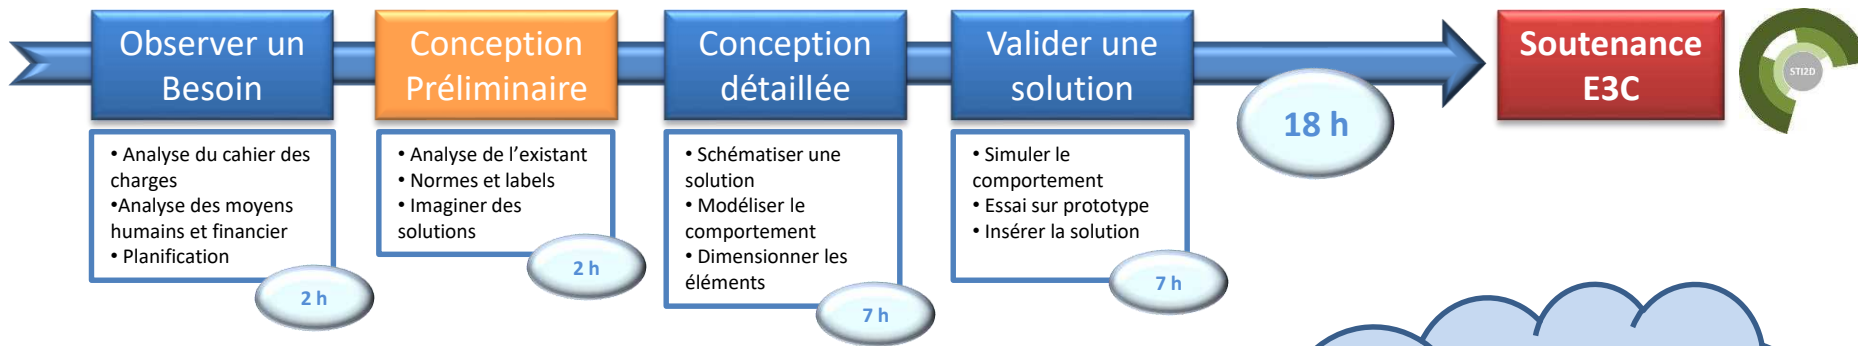 Observer un
Besoin
Conception
Préliminaire
Conception
détaillée
Valider une
solution
18 h
Soutenance
E3C
STI2D
• Analyse du cahier des
charges
•Analyse des moyens
humains et financier
• Planification
2 h
• Analyse de l’existant
• Normes et labels
• Imaginer des
solutions
2 h
• Schématiser une
solution
• Modéliser le
comportement
• Dimensionner les
éléments
7 h
• Simuler le
comportement
• Essai sur prototype
• Insérer la solution
7 h